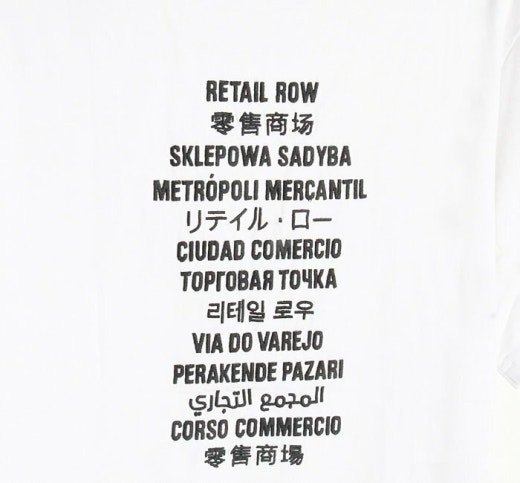 RETAIL ROW
零售商场
SKLEPOWA SADYBA
METRÓPOLI MERCANTIL
リテイル・ロー
CIUDAD COMERCIO
ТОРГОВАЯ ТОЧКА
리테일 로우
VIA DO VAREJO
PERAKENDE PAZARI
المجمع التجاري
CORSO COMMERCIO
零售商場